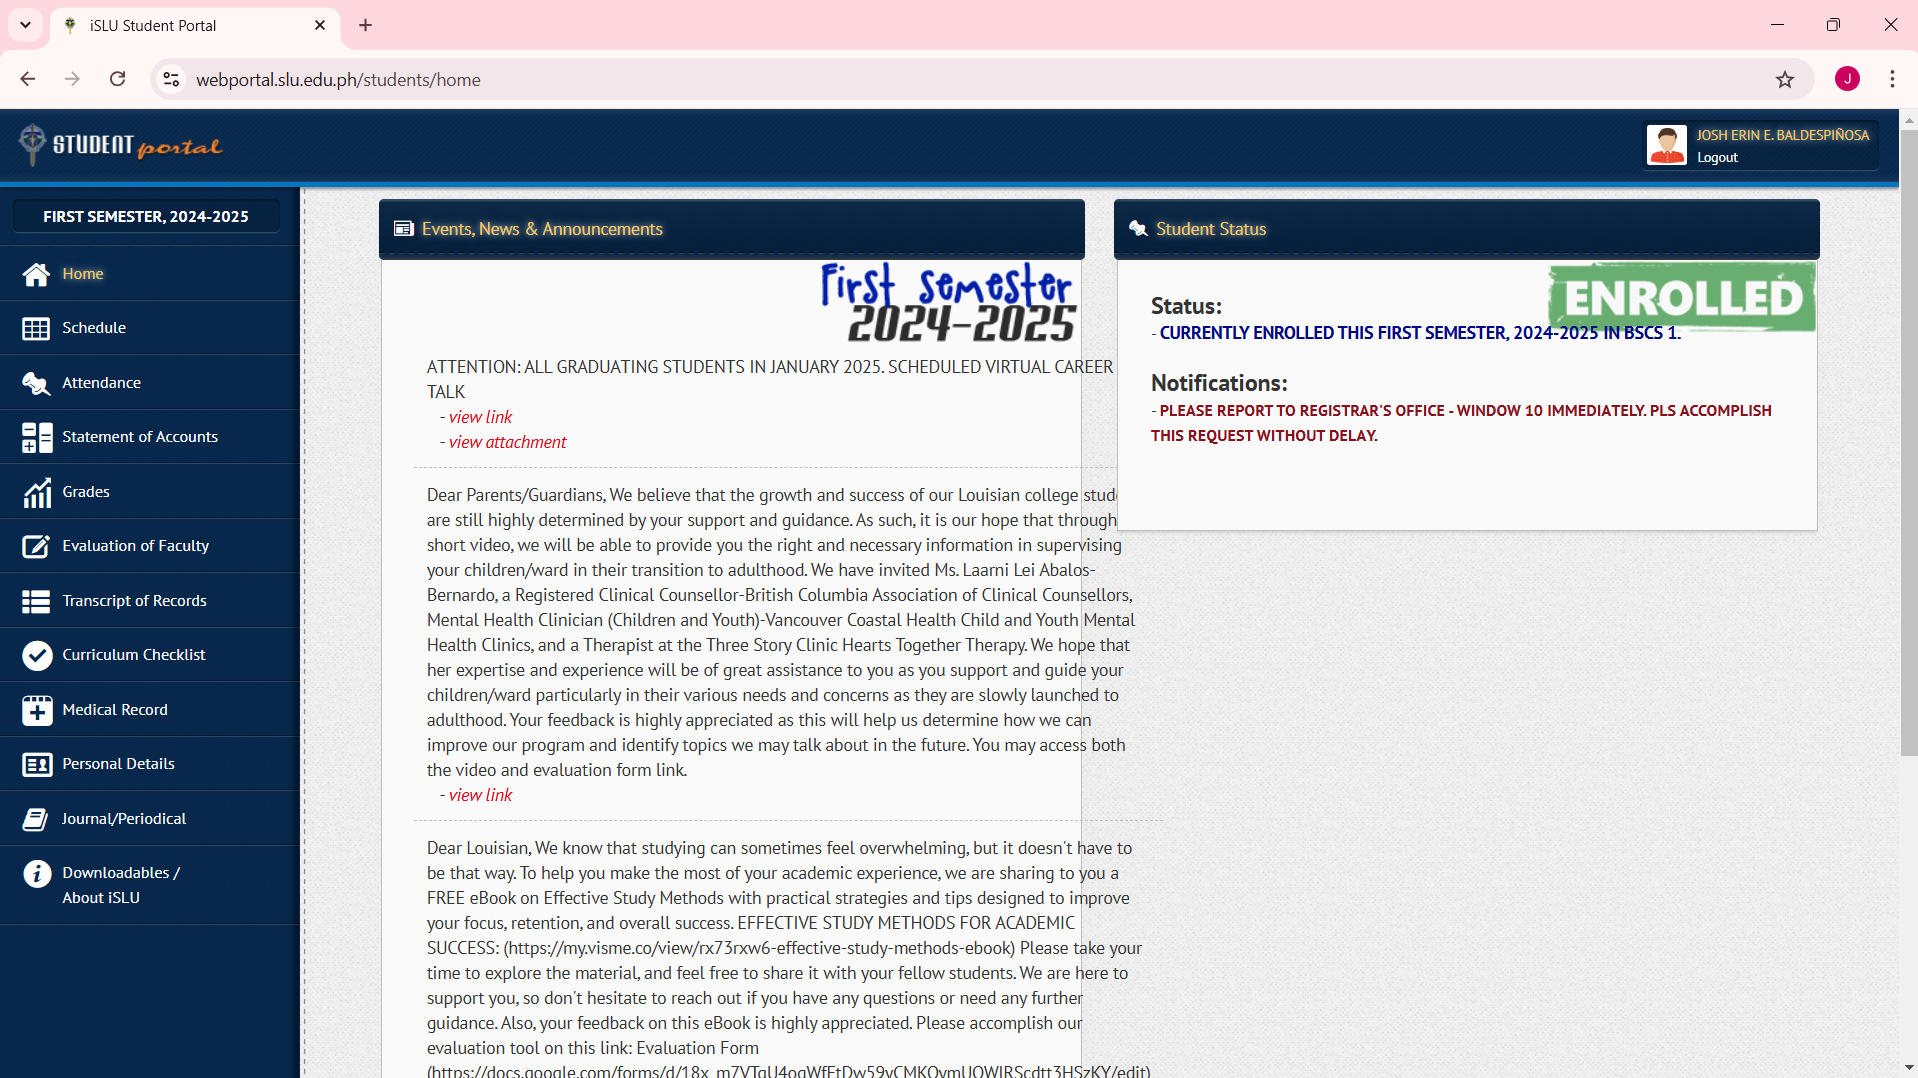 iSLU Student Portal
webportal.slu.edu.ph/students/home
J
STUDENT portal
JOSH ERIN E. BALDESPIÑOSA
Logout
FIRST SEMESTER, 2024-2025
Home
Schedule
Attendance
Statement of Accounts
Grades
Evaluation of Faculty
Transcript of Records
Curriculum Checklist
Medical Record
Personal Details
Journal/Periodical
Downloadables /
About iSLU
Events, News & Announcements
First semester
2024-2025
ATTENTION: ALL GRADUATING STUDENTS IN JANUARY 2025. SCHEDULED VIRTUAL CAREER
TALK
- view link
- view attachment
Dear Parents/Guardians, We believe that the growth and success of our Louisian college stude
are still highly determined by your support and guidance. As such, it is our hope that through
short video, we will be able to provide you the right and necessary information in supervising
your children/ward in their transition to adulthood. We have invited Ms. Laarni Lei Abalos-
Bernardo, a Registered Clinical Counsellor-British Columbia Association of Clinical Counsellors,
Mental Health Clinician (Children and Youth)-Vancouver Coastal Health Child and Youth Mental
Health Clinics, and a Therapist at the Three Story Clinic Hearts Together Therapy. We hope that
her expertise and experience will be of great assistance to you as you support and guide your
children/ward particularly in their various needs and concerns as they are slowly launched to
adulthood. Your feedback is highly appreciated as this will help us determine how we can
improve our program and identify topics we may talk about in the future. You may access both
the video and evaluation form link.
- view link
Dear Louisian, We know that studying can sometimes feel overwhelming, but it doesn't have to
be that way. To help you make the most of your academic experience, we are sharing to you a
FREE eBook on Effective Study Methods with practical strategies and tips designed to improve
your focus, retention, and overall success. EFFECTIVE STUDY METHODS FOR ACADEMIC
SUCCESS: (https://my.visme.co/view/rx73rxw6-effective-study-methods-ebook) Please take your
time to explore the material, and feel free to share it with your fellow students. We are here to
support you, so don't hesitate to reach out if you have any questions or need any further
guidance. Also, your feedback on this eBook is highly appreciated. Please accomplish our
evaluation tool on this link: Evaluation Form
Student Status
ENROLLED
Status:
- CURRENTLY ENROLLED THIS FIRST SEMESTER, 2024-2025 IN BSCS 1.
Notifications:
- PLEASE REPORT TO REGISTRAR'S OFFICE - WINDOW 10 IMMEDIATELY. PLS ACCOMPLISH
THIS REQUEST WITHOUT DELAY.